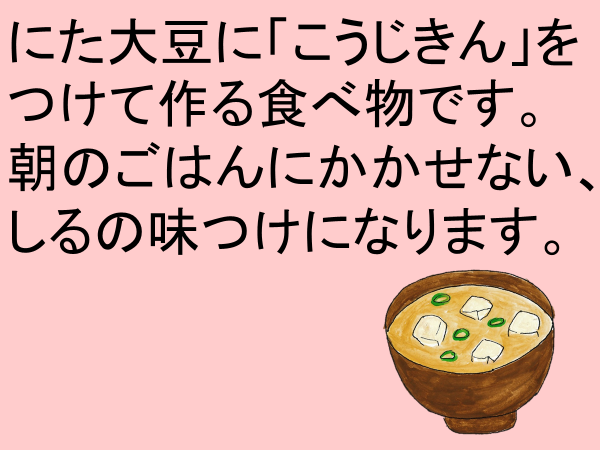 にた大豆に「こうじきん」を
つけて作る食べ物です。
朝のごはんにかかせない、
しるの味つけになります。